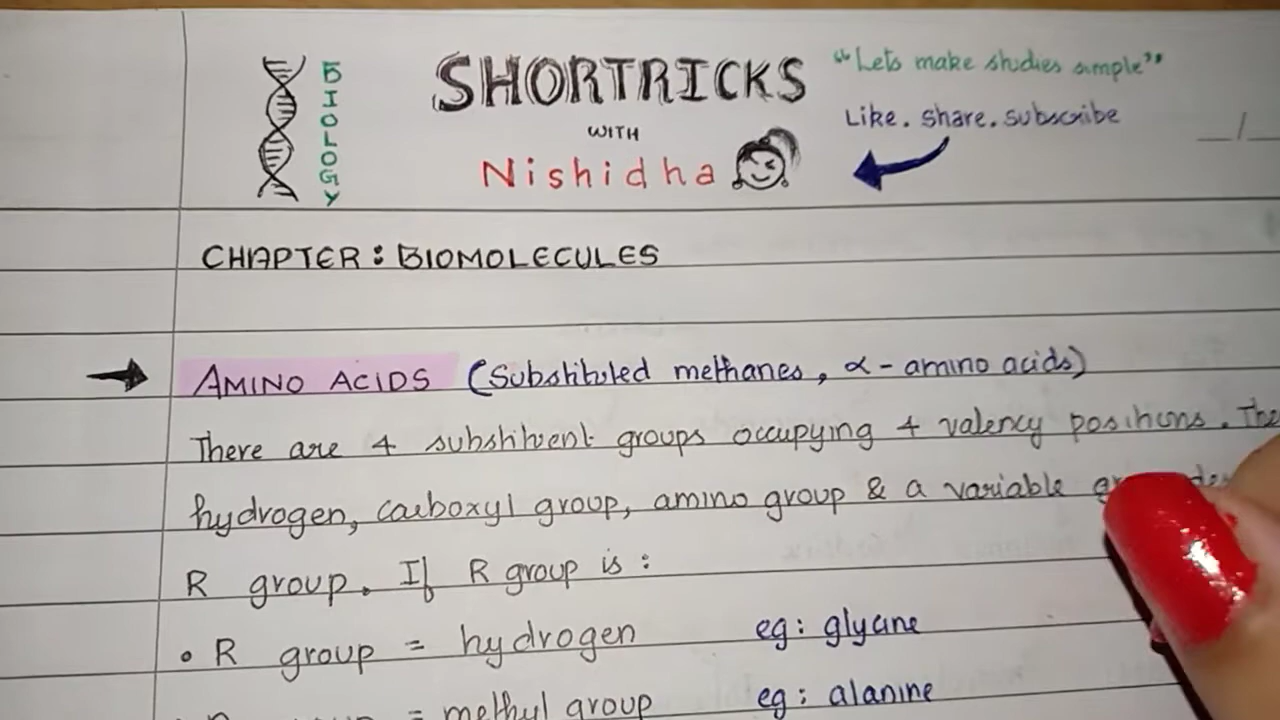 BIOLOGY
SHORTRICKS
WITH
Nishidha
"Lets make studies simple"
Like. share. subscribe
_/_
CHAPTER: BIOMOLECULES
→ AMINO ACIDS (Substituted methanes, α-amino acids)
There are 4 substituent groups occupying 4 valency positions. The
hydrogen, carboxyl group, amino group & a variable
R group. If R group is:
• R group = hydrogen eg: glycine
= methyl group eg: alanine